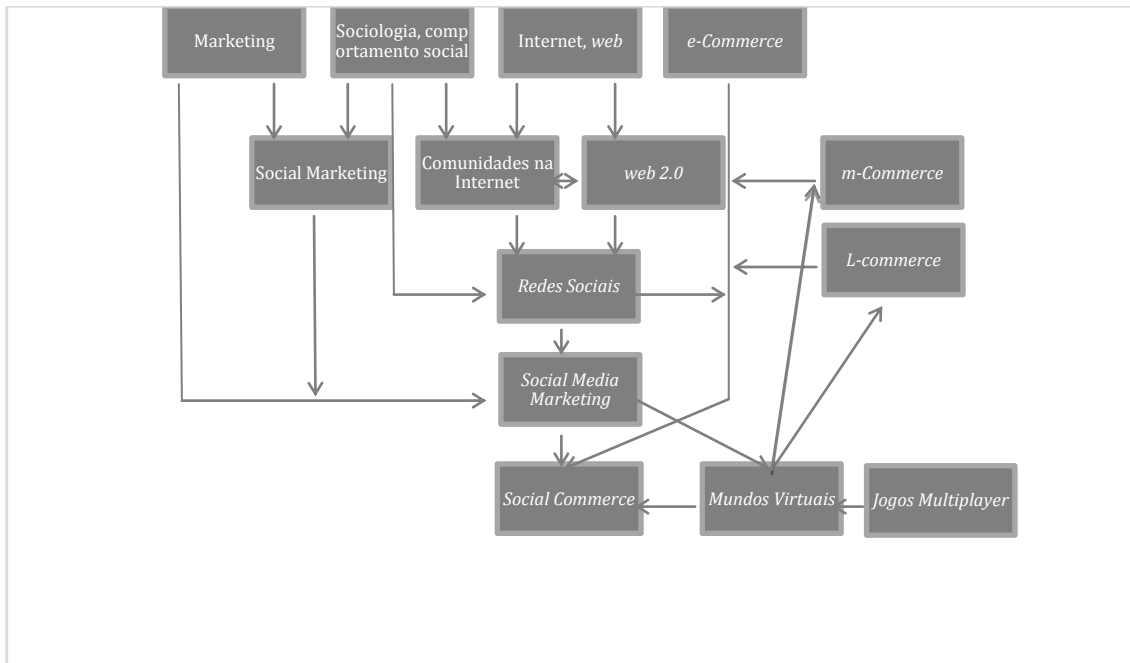 Marketing
Sociologia, comp
ortamento social
Internet, web
e-Commerce
Social Marketing
Comunidades na
Internet
web 2.0
m-Commerce
L-commerce
Redes Sociais
Social Media
Marketing
Social Commerce
Mundos Virtuais
Jogos Multiplayer